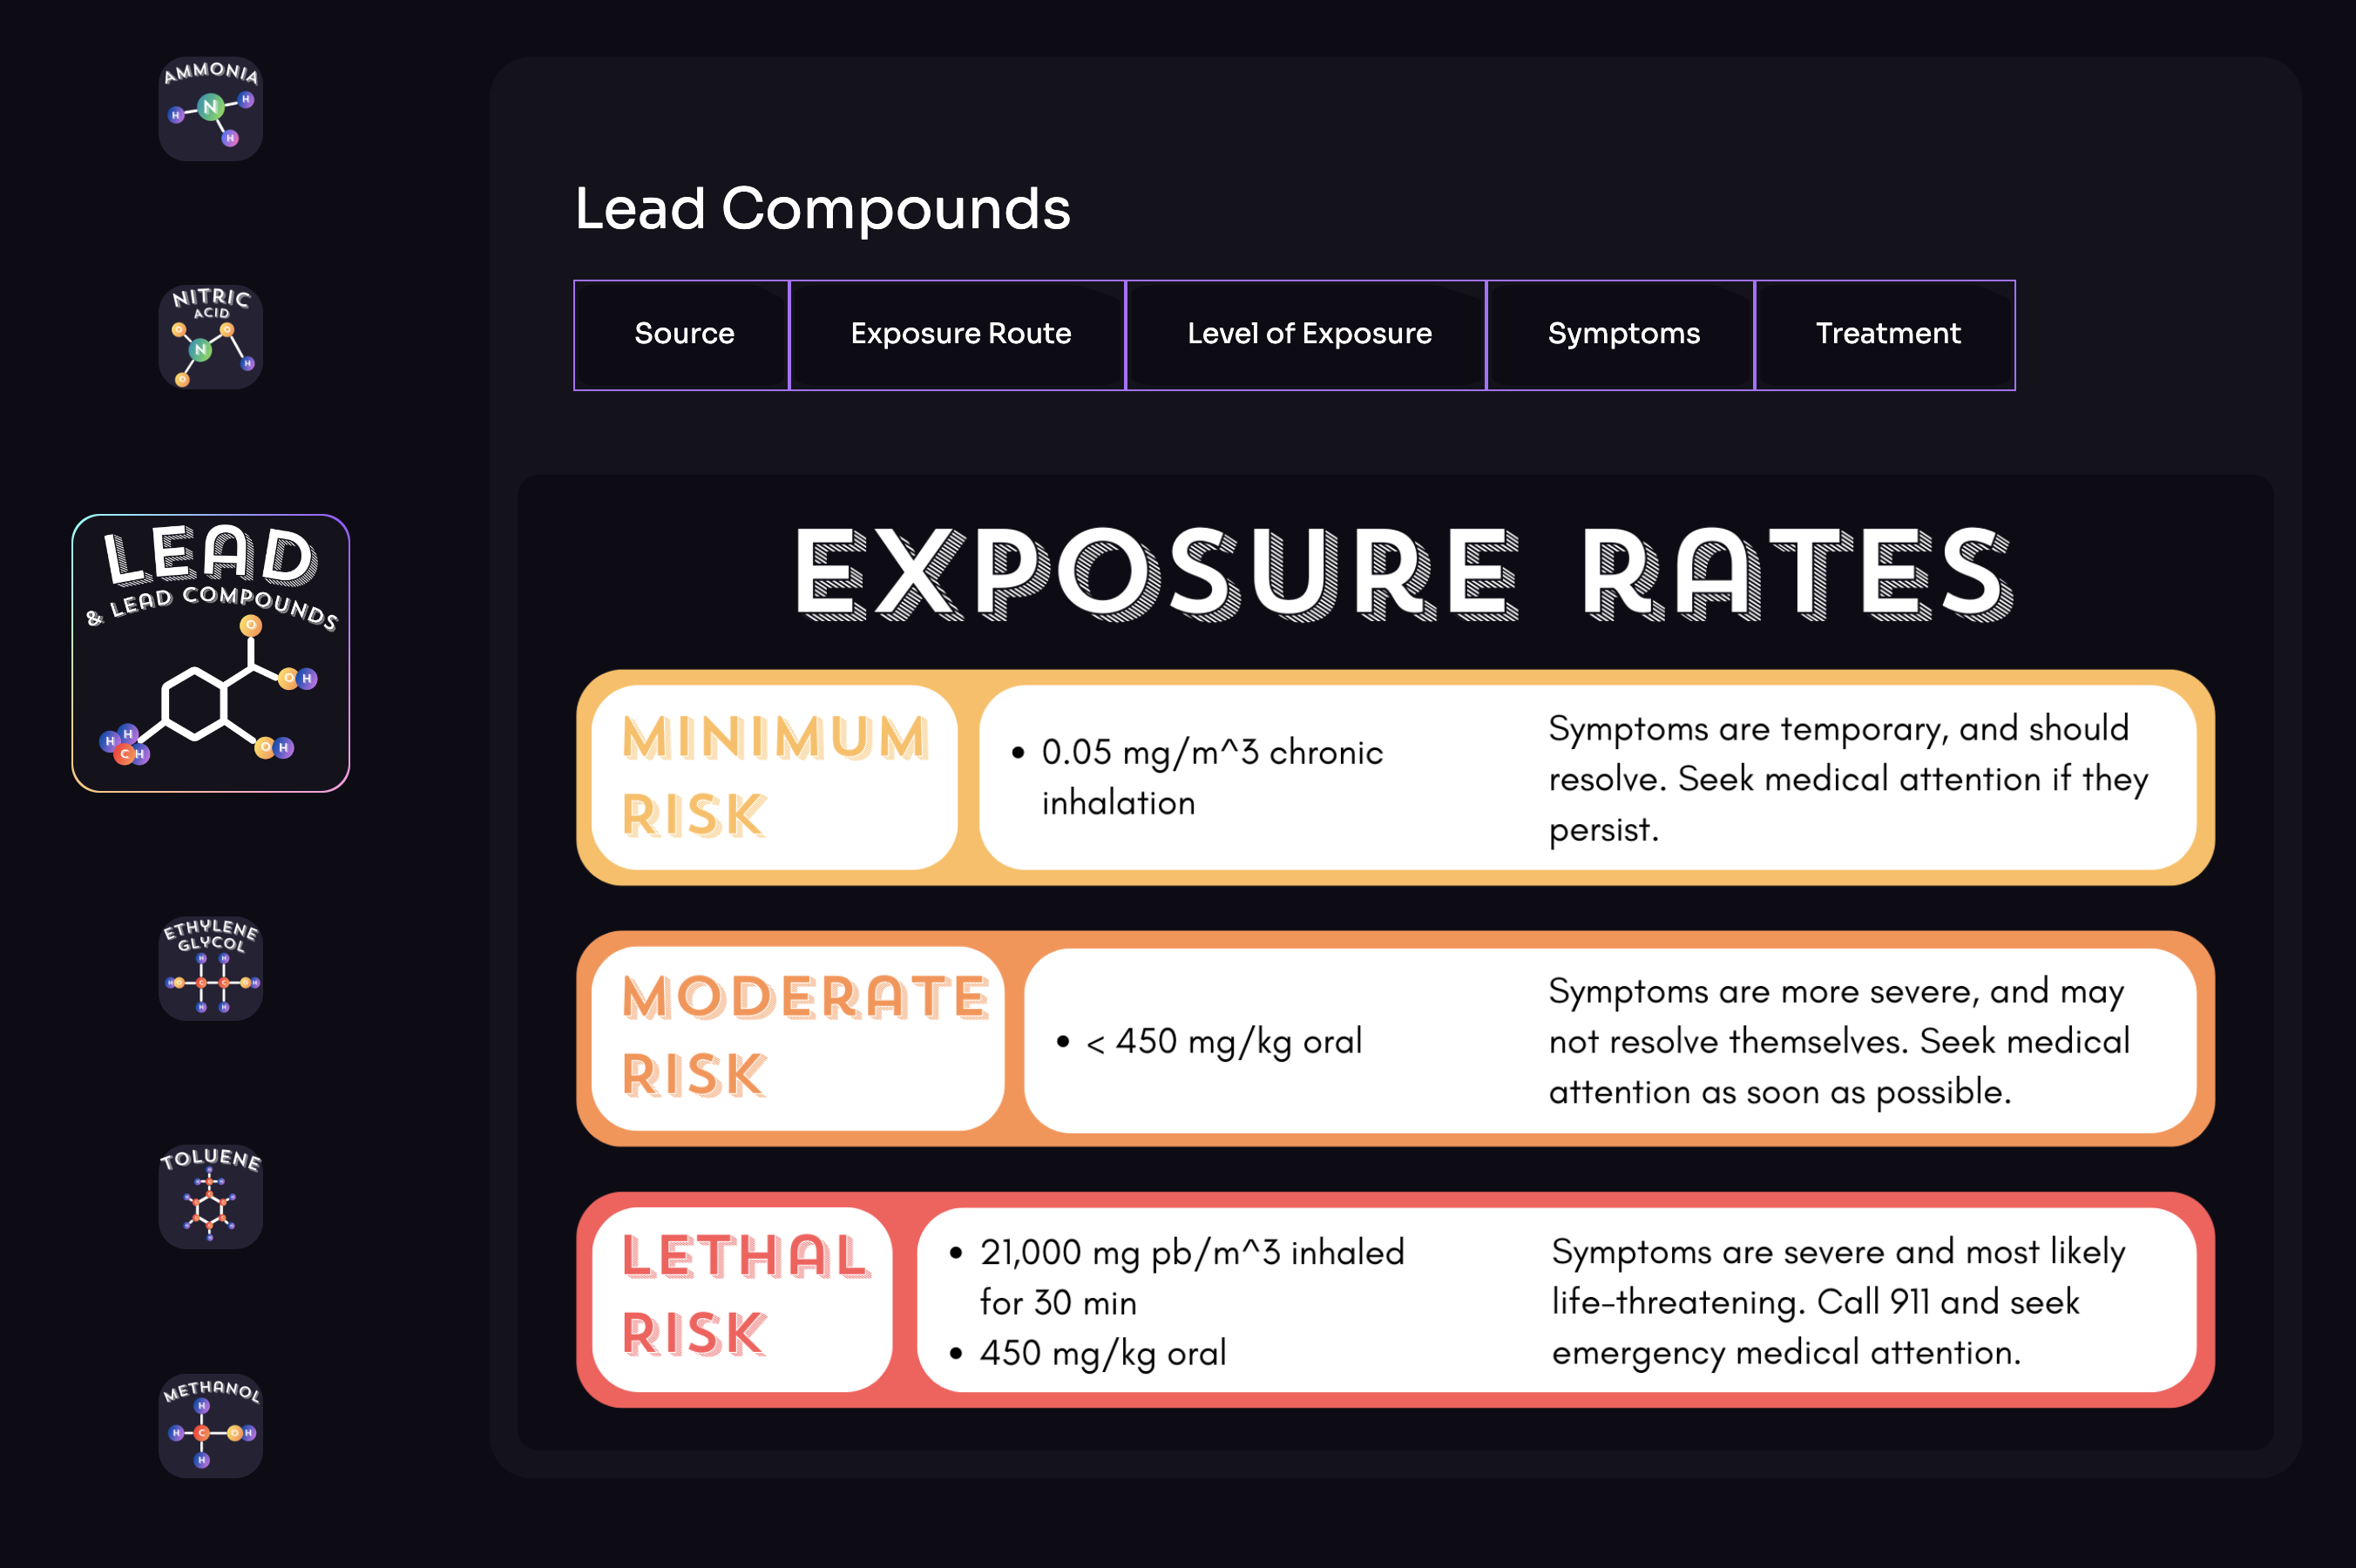 AMMONIA
N
H
H
H
NITRIC
ACID
O
O
N
H
O
LEAD
& LEAD COMPOUNDS
O
O H
H
H
C H
O H
ETHYLENE
GLYCOL
H H
H O C C O H
H H
TOLUENE
METHANOL
H
H C O H
H
Lead Compounds
Source
Exposure Route
Level of Exposure
Symptoms
Treatment
EXPOSURE RATES
MINIMUM
RISK
• 0.05 mg/m^3 chronic
inhalation
Symptoms are temporary, and should
resolve. Seek medical attention if they
persist.
MODERATE
RISK
• < 450 mg/kg oral
Symptoms are more severe, and may
not resolve themselves. Seek medical
attention as soon as possible.
LETHAL
RISK
• 21,000 mg pb/m^3 inhaled
for 30 min
• 450 mg/kg oral
Symptoms are severe and most likely
life-threatening. Call 911 and seek
emergency medical attention.